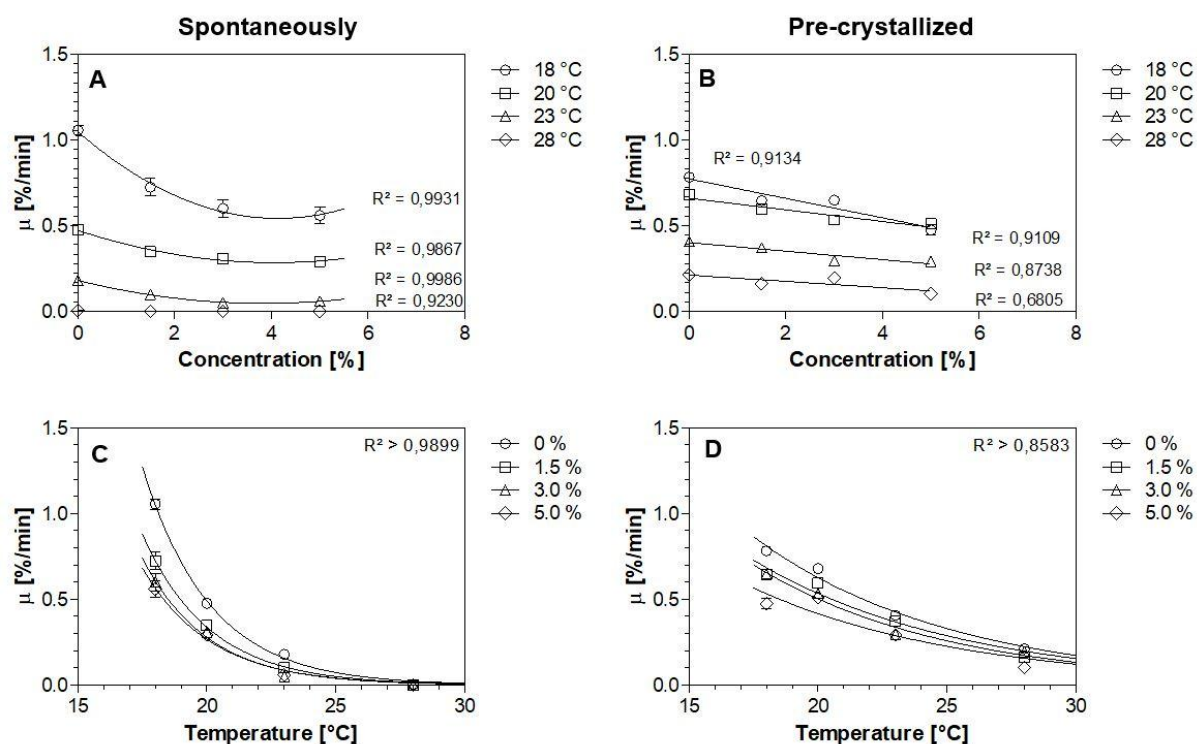 Spontaneously
Pre-crystallized
A
1.5
1.0
0.5
0.0
μ [%/min]
0 2 4 6 8
Concentration [%]
18 °C
20 °C
23 °C
28 °C
R² = 0,9931
R² = 0,9867
R² = 0,9986
R² = 0,9230
B
1.5
1.0
0.5
0.0
μ [%/min]
0 2 4 6 8
Concentration [%]
18 °C
20 °C
23 °C
28 °C
R² = 0,9134
R² = 0,9109
R² = 0,8738
R² = 0,6805
C
1.5
1.0
0.5
0.0
μ [%/min]
15 20 25 30
Temperature [°C]
R² > 0,9899
0 %
1.5 %
3.0 %
5.0 %
D
1.5
1.0
0.5
0.0
μ [%/min]
15 20 25 30
Temperature [°C]
R² > 0,8583
0 %
1.5 %
3.0 %
5.0 %